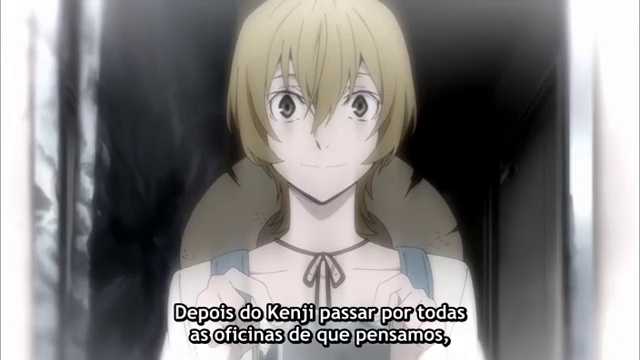 Depois do Kenji passar por todas
as oficinas de que pensamos,